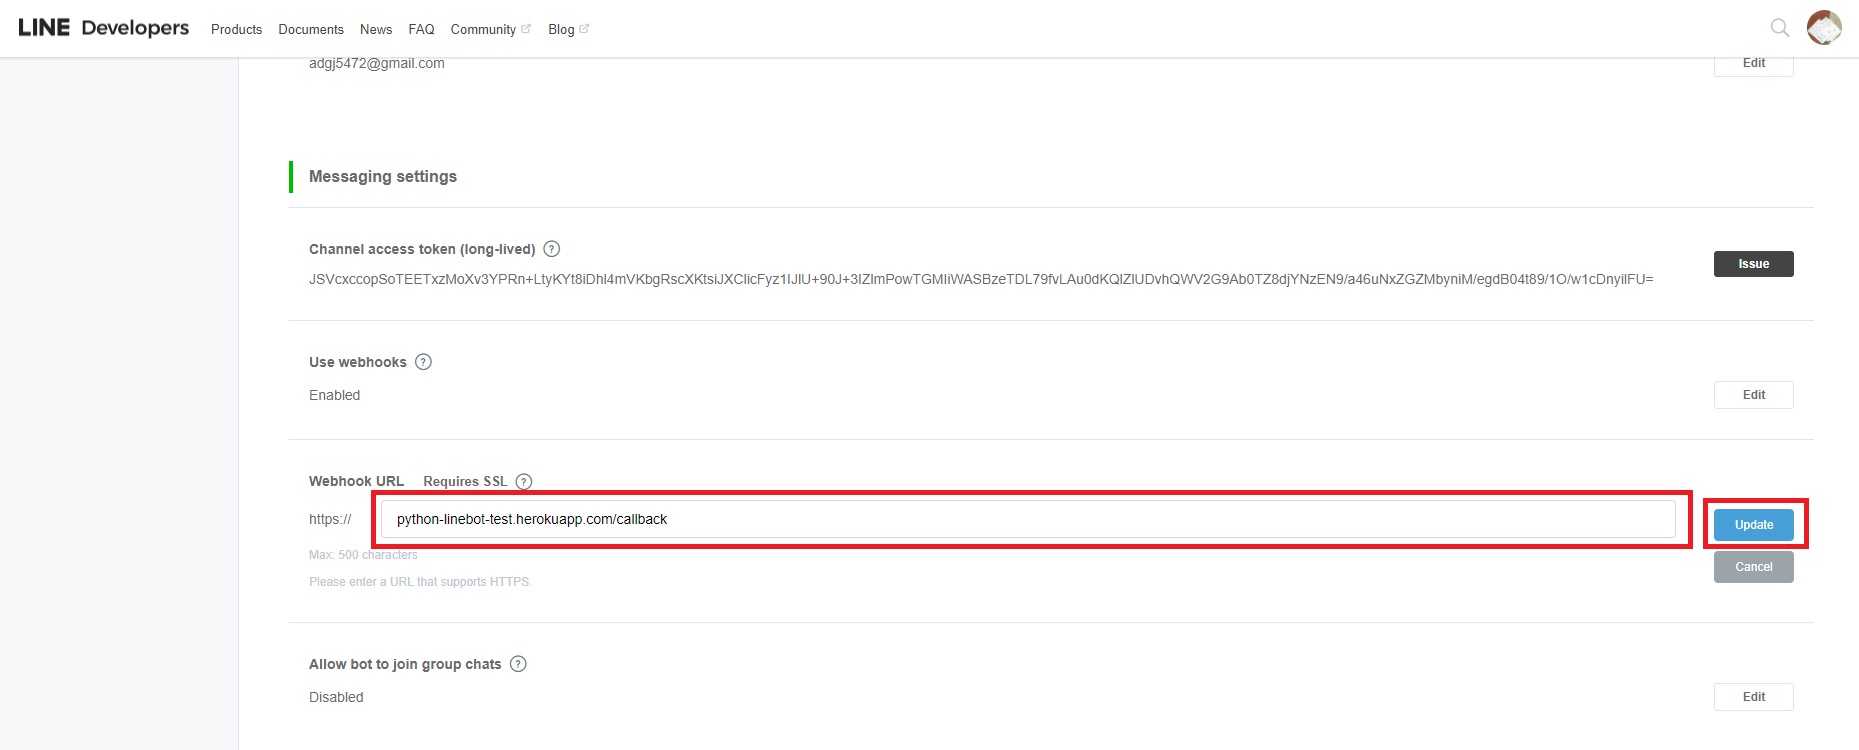 LINE Developers Products Documents News FAQ Community Blog
adgj5472@gmail.com Edit
Messaging settings
Channel access token (long-lived) ?
JSVcxccopSoTEETxzMoXv3YPRn+LtyKYt8iDhI4mVKbgRscXKtsiJXClicFyz1IJIU+90J+3IZImPowTGMIiWASBzeTDL79fvLAu0dKQIZIUDvhQWV2G9Ab0TZ8djYNzEN9/a46uNxZGZMbyniM/egdB04t89/1O/w1cDnyilFU= Issue
Use webhooks ?
Enabled Edit
Webhook URL Requires SSL ?
https:// python-linebot-test.herokuapp.com/callback Update
Max: 500 characters
Cancel
Please enter a URL that supports HTTPS.
Allow bot to join group chats ?
Disabled Edit